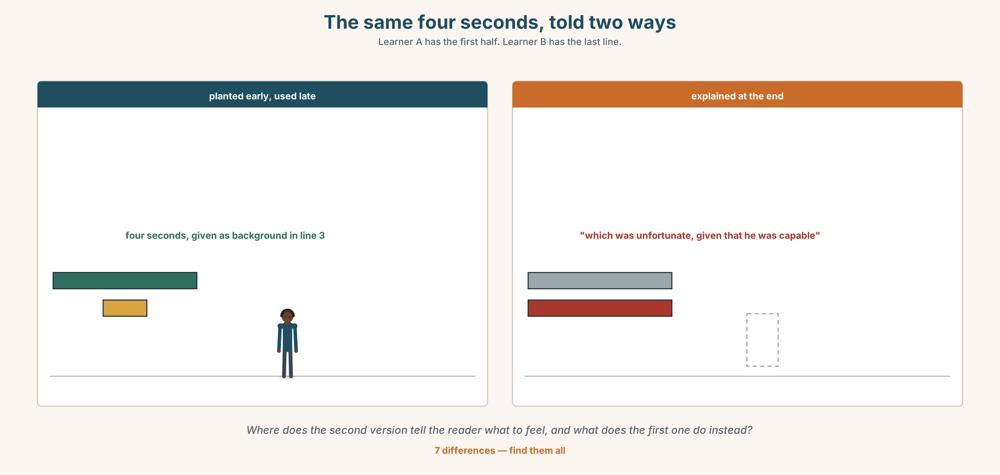 The same four seconds, told two ways
Learner A has the first half. Learner B has the last line.
planted early, used late
four seconds, given as background in line 3
explained at the end
"which was unfortunate, given that he was capable"
Where does the second version tell the reader what to feel, and what does the first one do instead?
7 differences — find them all